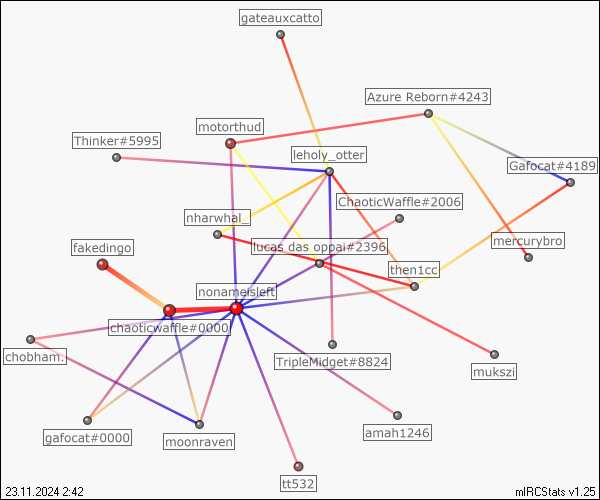 gateauxcatto
Azure Reborn#4243
motorthud
Thinker#5995
leholy_otter
Gafocat#4189
ChaoticWaffle#2006
nharwhal_
fakedingo
lucas das oppai#2396
mercurybro
then1cc
nonameisleft
chaoticwaffle#0000
chobham.
TripleMidget#8824
mukszi
gafocat#0000
moonraven
amah1246
tt532
23.11.2024 2:42
mIRCStats v1.25